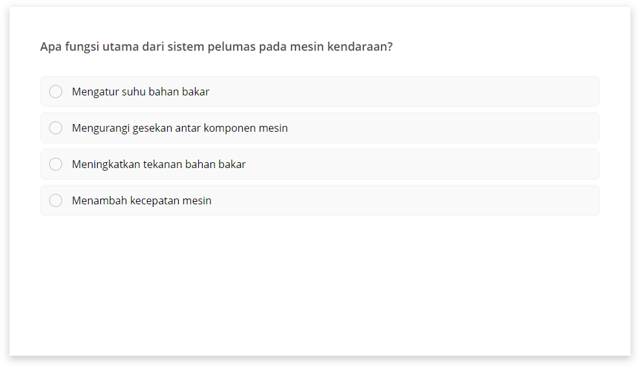 Apa fungsi utama dari sistem pelumas pada mesin kendaraan?
Mengatur suhu bahan bakar
Mengurangi gesekan antar komponen mesin
Meningkatkan tekanan bahan bakar
Menambah kecepatan mesin